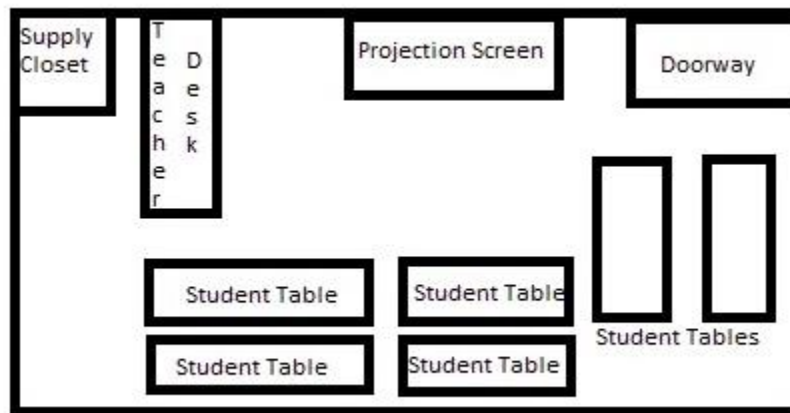 Supply
Closet
Teacher
Desk
Projection Screen
Doorway
Student Table
Student Table
Student Tables
Student Table
Student Table